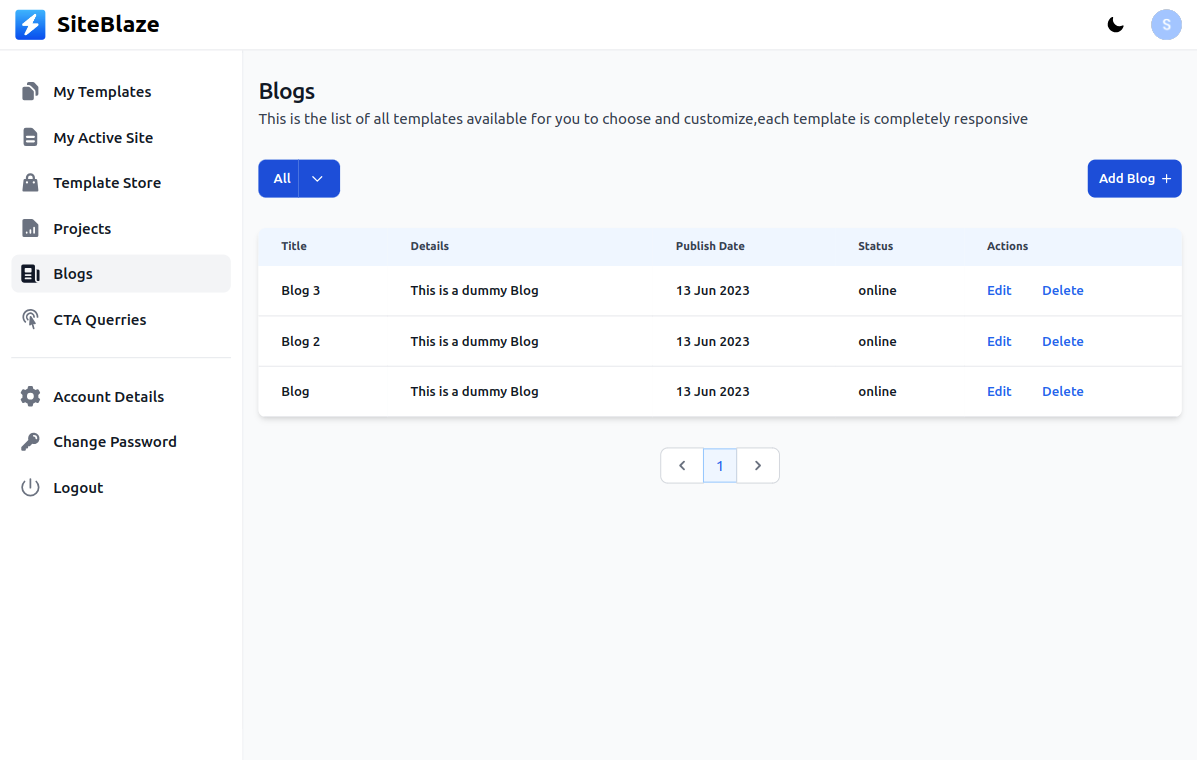 SiteBlaze
S
My Templates
My Active Site
Template Store
Projects
Blogs
CTA Querries
Account Details
Change Password
Logout
Blogs
This is the list of all templates available for you to choose and customize,each template is completely responsive
All
Add Blog +
Title Details Publish Date Status Actions
Blog 3 This is a dummy Blog 13 Jun 2023 online Edit Delete
Blog 2 This is a dummy Blog 13 Jun 2023 online Edit Delete
Blog This is a dummy Blog 13 Jun 2023 online Edit Delete
1